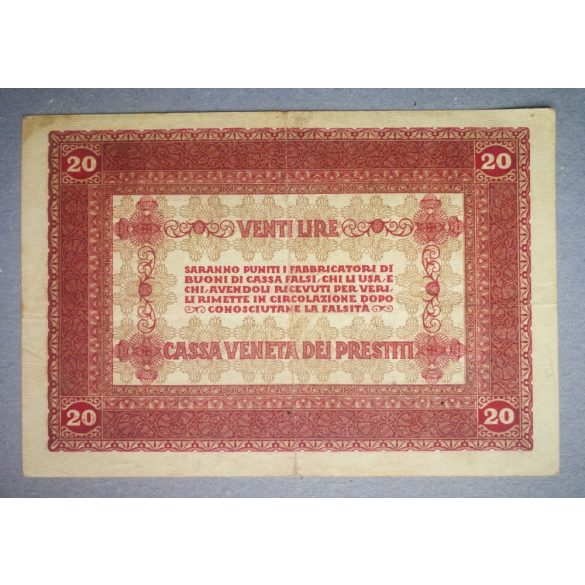 20 20
VENTI LIRE
SARANNO PUNITI I FABBRICATORI DI
BUONI DI CASSA FALSI, CHI LI USA, E
CHI, AVENDOLI RICEVUTI PER VERI,
LI RIMETTE IN CIRCOLAZIONE DOPO
CONOSCIUTANE LA FALSITÀ
CASSA VENETA DEI PRESTITI
20 20